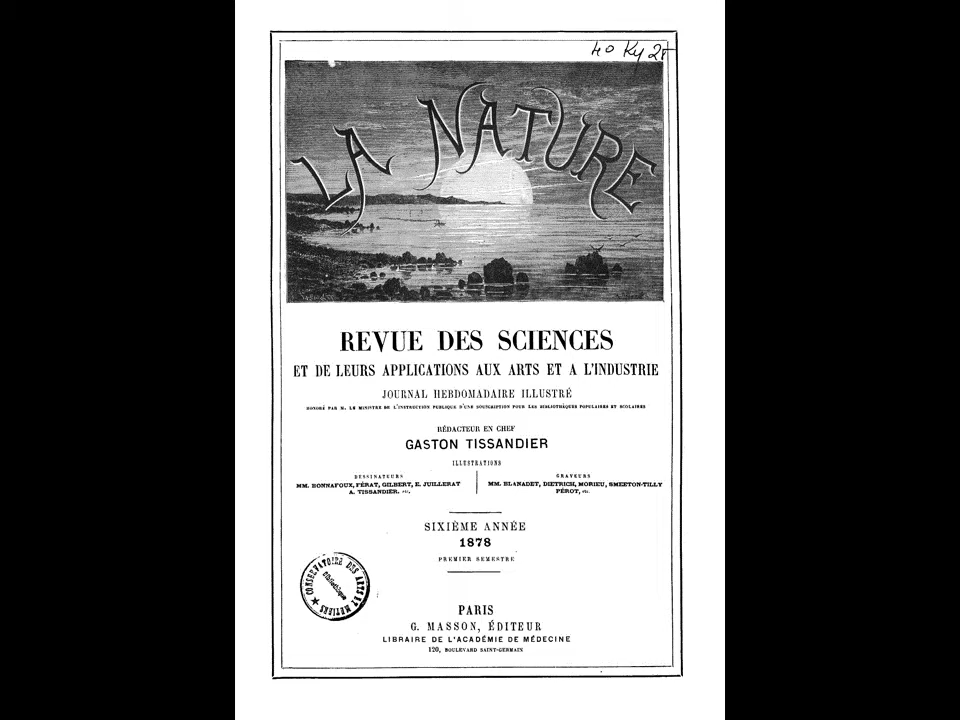 4o Ky 28
LA NATURE
REVUE DES SCIENCES
ET DE LEURS APPLICATIONS AUX ARTS ET A L'INDUSTRIE
JOURNAL HEBDOMADAIRE ILLUSTRÉ
HONORÉ PAR M. LE MINISTRE DE L'INSTRUCTION PUBLIQUE D'UNE SOUSCRIPTION POUR LES BIBLIOTHÈQUES POPULAIRES ET SCOLAIRES
RÉDACTEUR EN CHEF
GASTON TISSANDIER
ILLUSTRATIONS
DESSINATEURS
MM. BONNAFOUX, FÉRAT, GILBERT, E. JUILLERAT
A. TISSANDIER, ETC.
GRAVEURS
MM. BLANADET, DIETRICH, MORIEU, SMEETON-TILLY
PÉROT, ETC.
SIXIÈME ANNÉE
1878
PREMIER SEMESTRE
CONSERVATOIRE DES ARTS ET METIERS
Bibliothèque
PARIS
G. MASSON, ÉDITEUR
LIBRAIRE DE L'ACADÉMIE DE MÉDECINE
120, BOULEVARD SAINT-GERMAIN